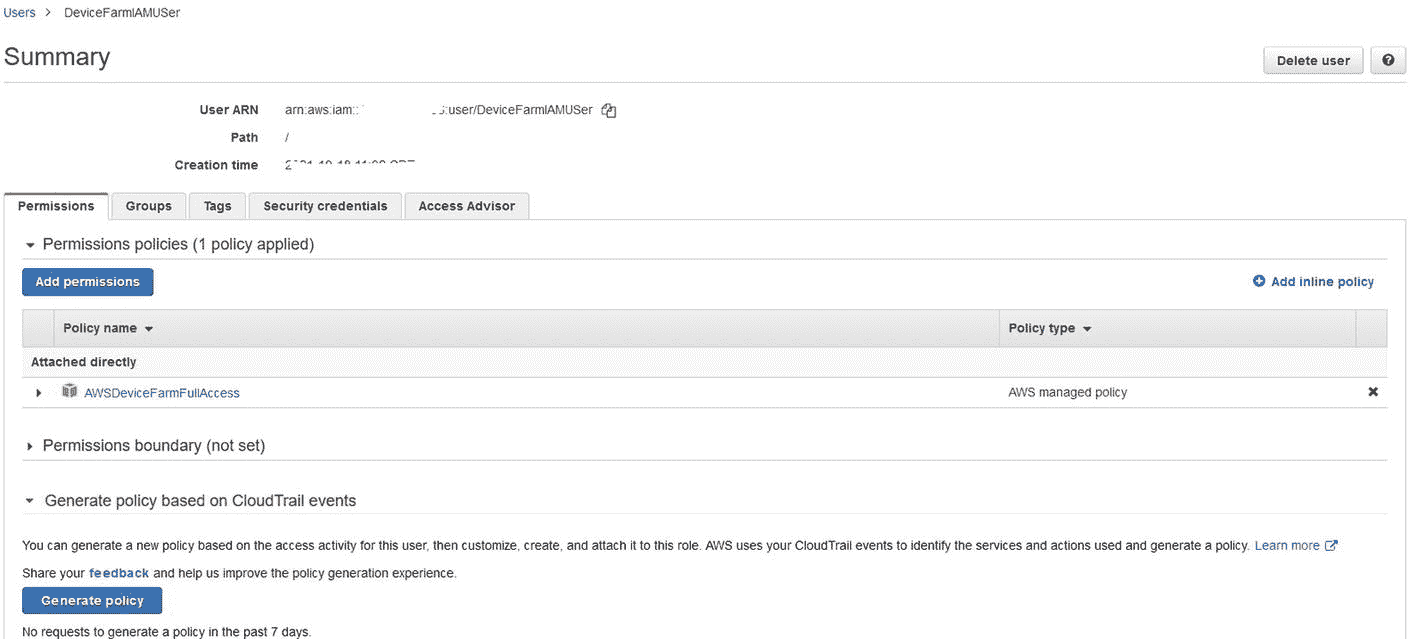 Users > DeviceFarmIAMUSer
Summary
Delete user
User ARN arn:aws:iam:: :user/DeviceFarmIAMUSer
Path /
Creation time
Permissions Groups Tags Security credentials Access Advisor
Permissions policies (1 policy applied)
Add permissions Add inline policy
Policy name Policy type
Attached directly
AWSDeviceFarmFullAccess AWS managed policy
Permissions boundary (not set)
Generate policy based on CloudTrail events
You can generate a new policy based on the access activity for this user, then customize, create, and attach it to this role. AWS uses your CloudTrail events to identify the services and actions used and generate a policy. Learn more
Share your feedback and help us improve the policy generation experience.
Generate policy
No requests to generate a policy in the past 7 days.